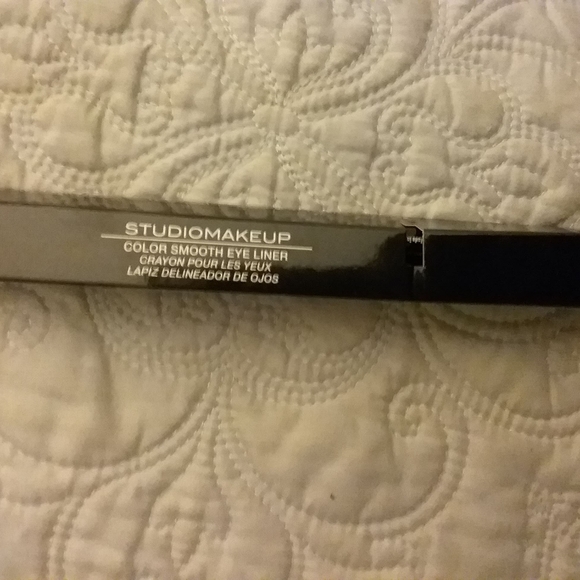 STUDIOMAKEUP
COLOR SMOOTH EYE LINER
CRAYON POUR LES YEUX
LAPIZ DELINEADOR DE OJOS